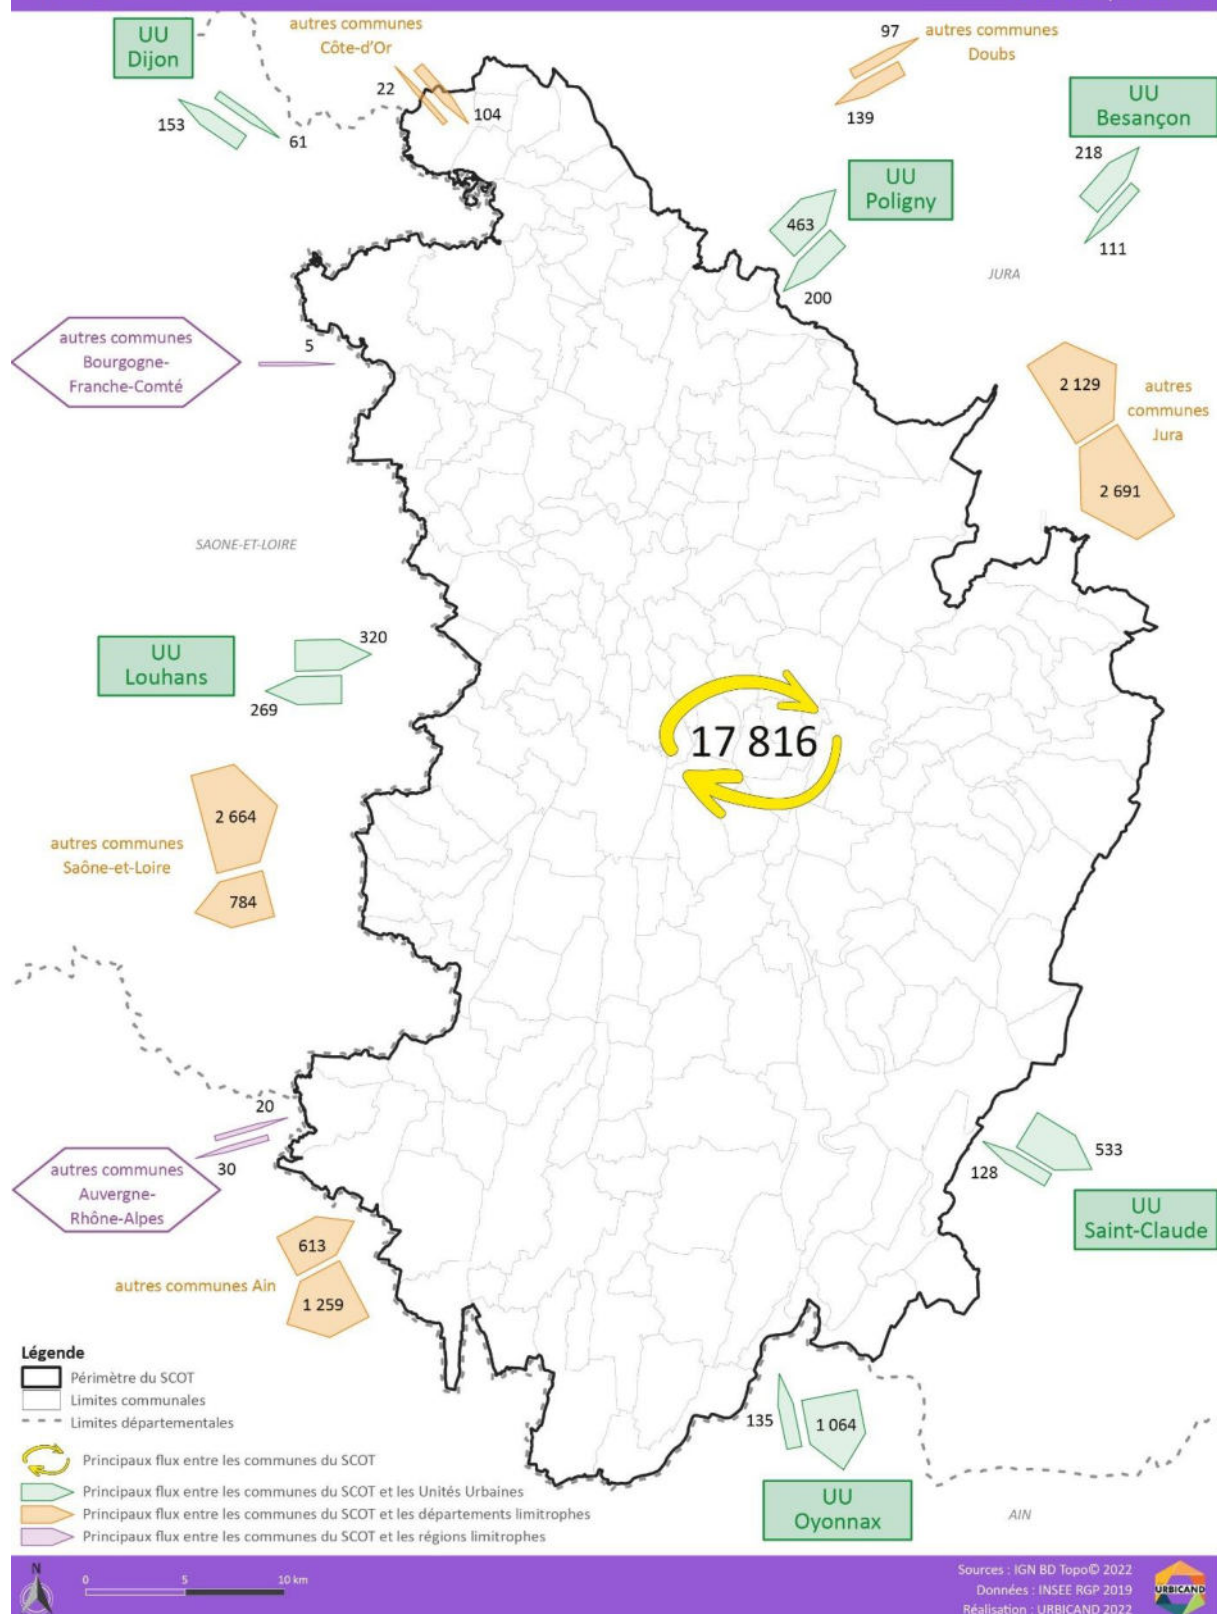 autres communes
Côte-d'Or
UU
Dijon
22
104
153
61
97
autres communes
Doubs
139
UU
Besançon
218
111
UU
Poligny
463
200
JURA
autres communes
Bourgogne-
Franche-Comté
5
2 129
autres
communes
Jura
2 691
SAONE-ET-LOIRE
UU
Louhans
320
269
17 816
2 664
autres communes
Saône-et-Loire
784
20
30
autres communes
Auvergne-
Rhône-Alpes
533
128
UU
Saint-Claude
613
autres communes Ain
1 259
135
1 064
UU
Oyonnax
AIN
Légende
Périmètre du SCOT
Limites communales
Limites départementales
Principaux flux entre les communes du SCOT
Principaux flux entre les communes du SCOT et les Unités Urbaines
Principaux flux entre les communes du SCOT et les départements limitrophes
Principaux flux entre les communes du SCOT et les régions limitrophes
N
0 5 10 km
Sources : IGN BD Topo© 2022
Données : INSEE RGP 2019
Réalisation : URBICAND 2022
URBICAND